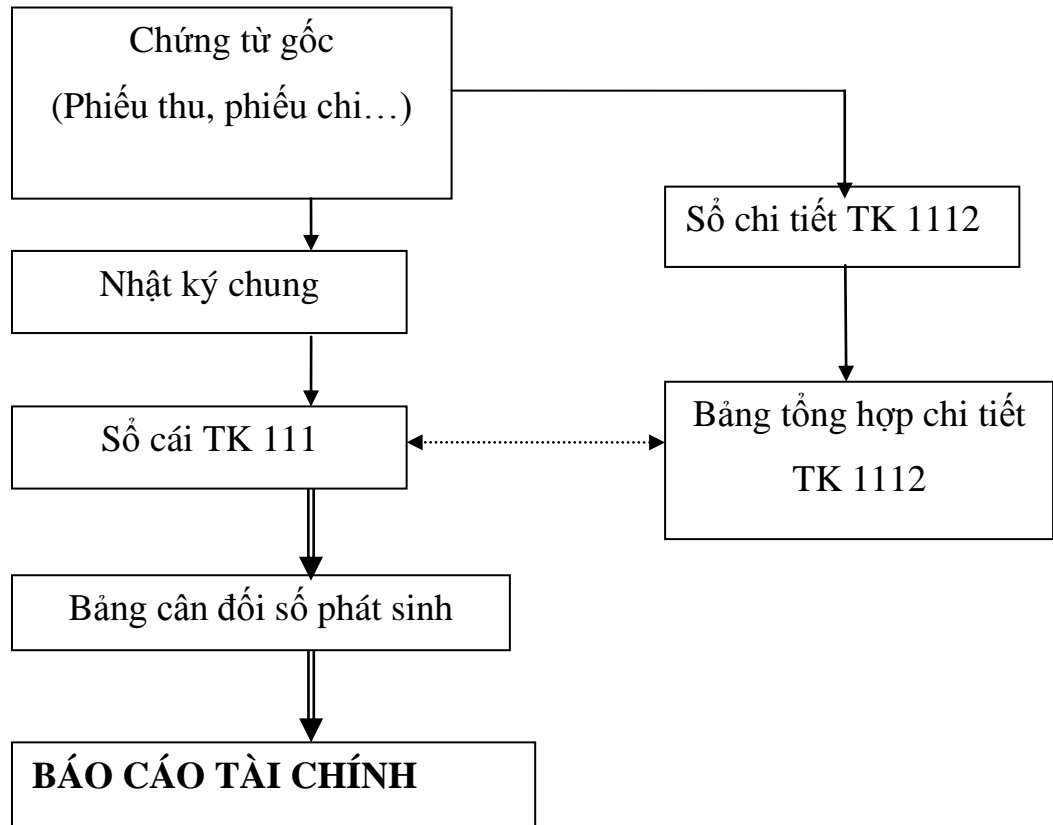 Chứng từ gốc
(Phiếu thu, phiếu chi…)
Sổ chi tiết TK 1112
Nhật ký chung
Sổ cái TK 111
Bảng tổng hợp chi tiết
TK 1112
Bảng cân đối số phát sinh
BÁO CÁO TÀI CHÍNH